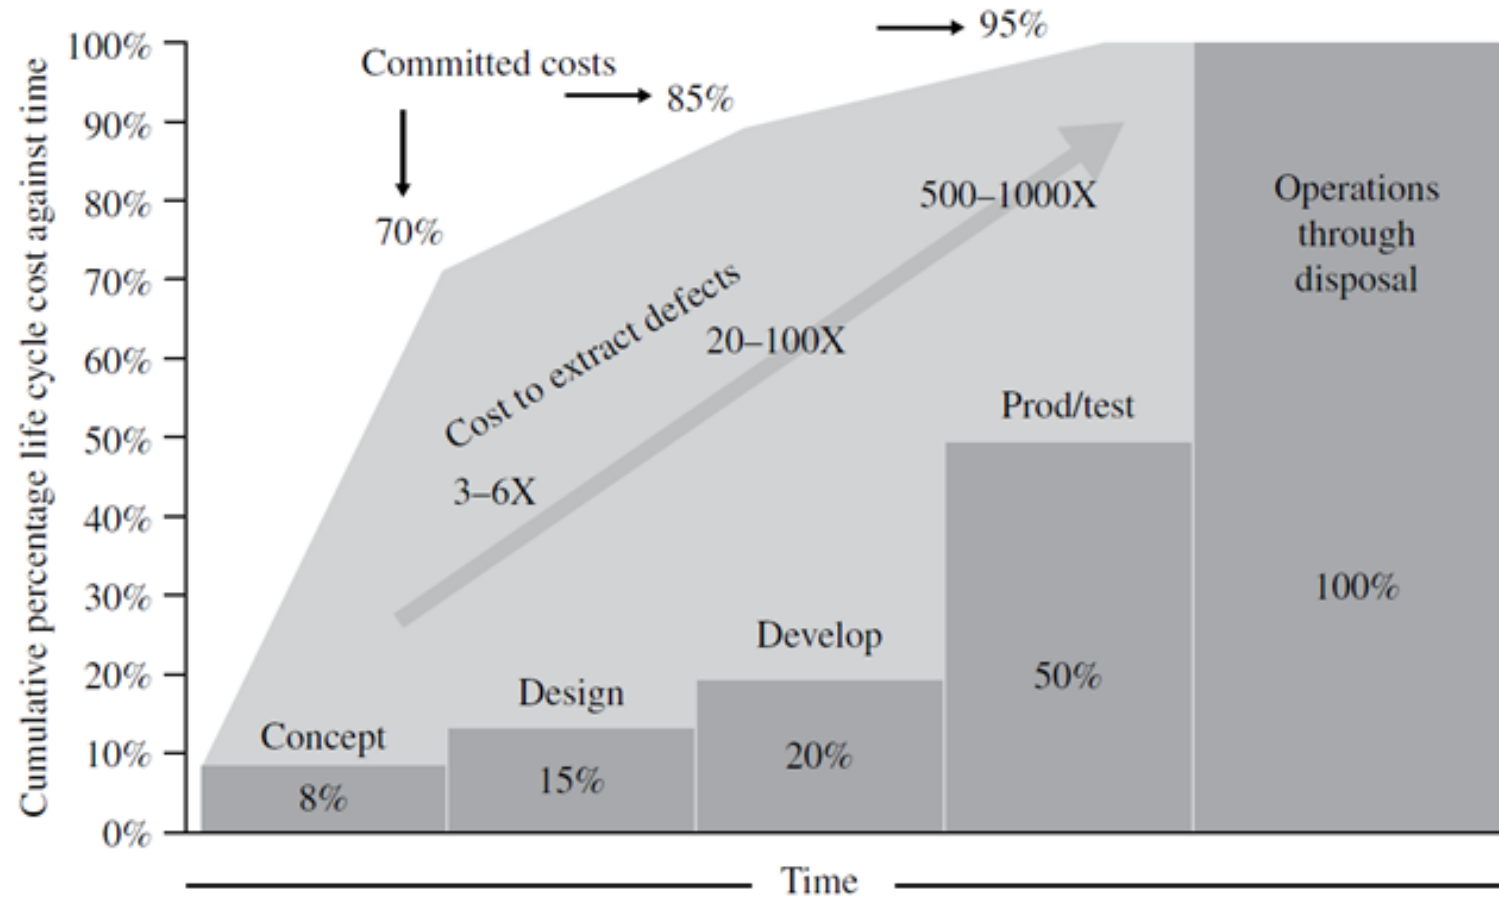 Cumulative percentage life cycle cost against time
100%
90%
80%
70%
60%
50%
40%
30%
20%
10%
0%
Committed costs
70%
85%
95%
Cost to extract defects
3–6X
20–100X
500–1000X
Concept
8%
Design
15%
Develop
20%
Prod/test
50%
Operations
through
disposal
100%
Time